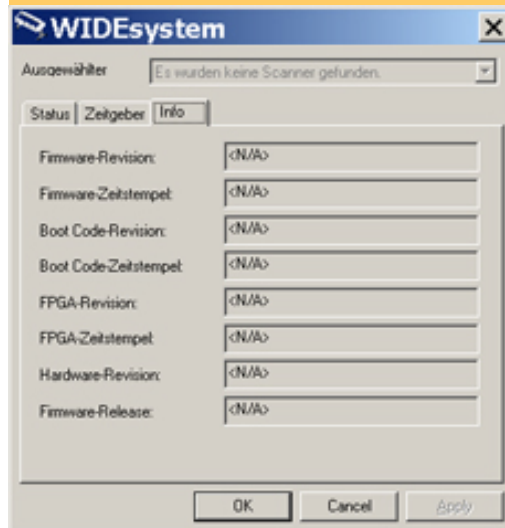 WIDEsystem
Ausgewählter Es wurden keine Scanner gefunden.
Status Zeitgeber Info
Firmware-Revision: <N/A>
Firmware-Zeitstempel: <N/A>
Boot Code-Revision: <N/A>
Boot Code-Zeitstempel: <N/A>
FPGA-Revision: <N/A>
FPGA-Zeitstempel: <N/A>
Hardware-Revision: <N/A>
Firmware-Release: <N/A>
OK Cancel Apply